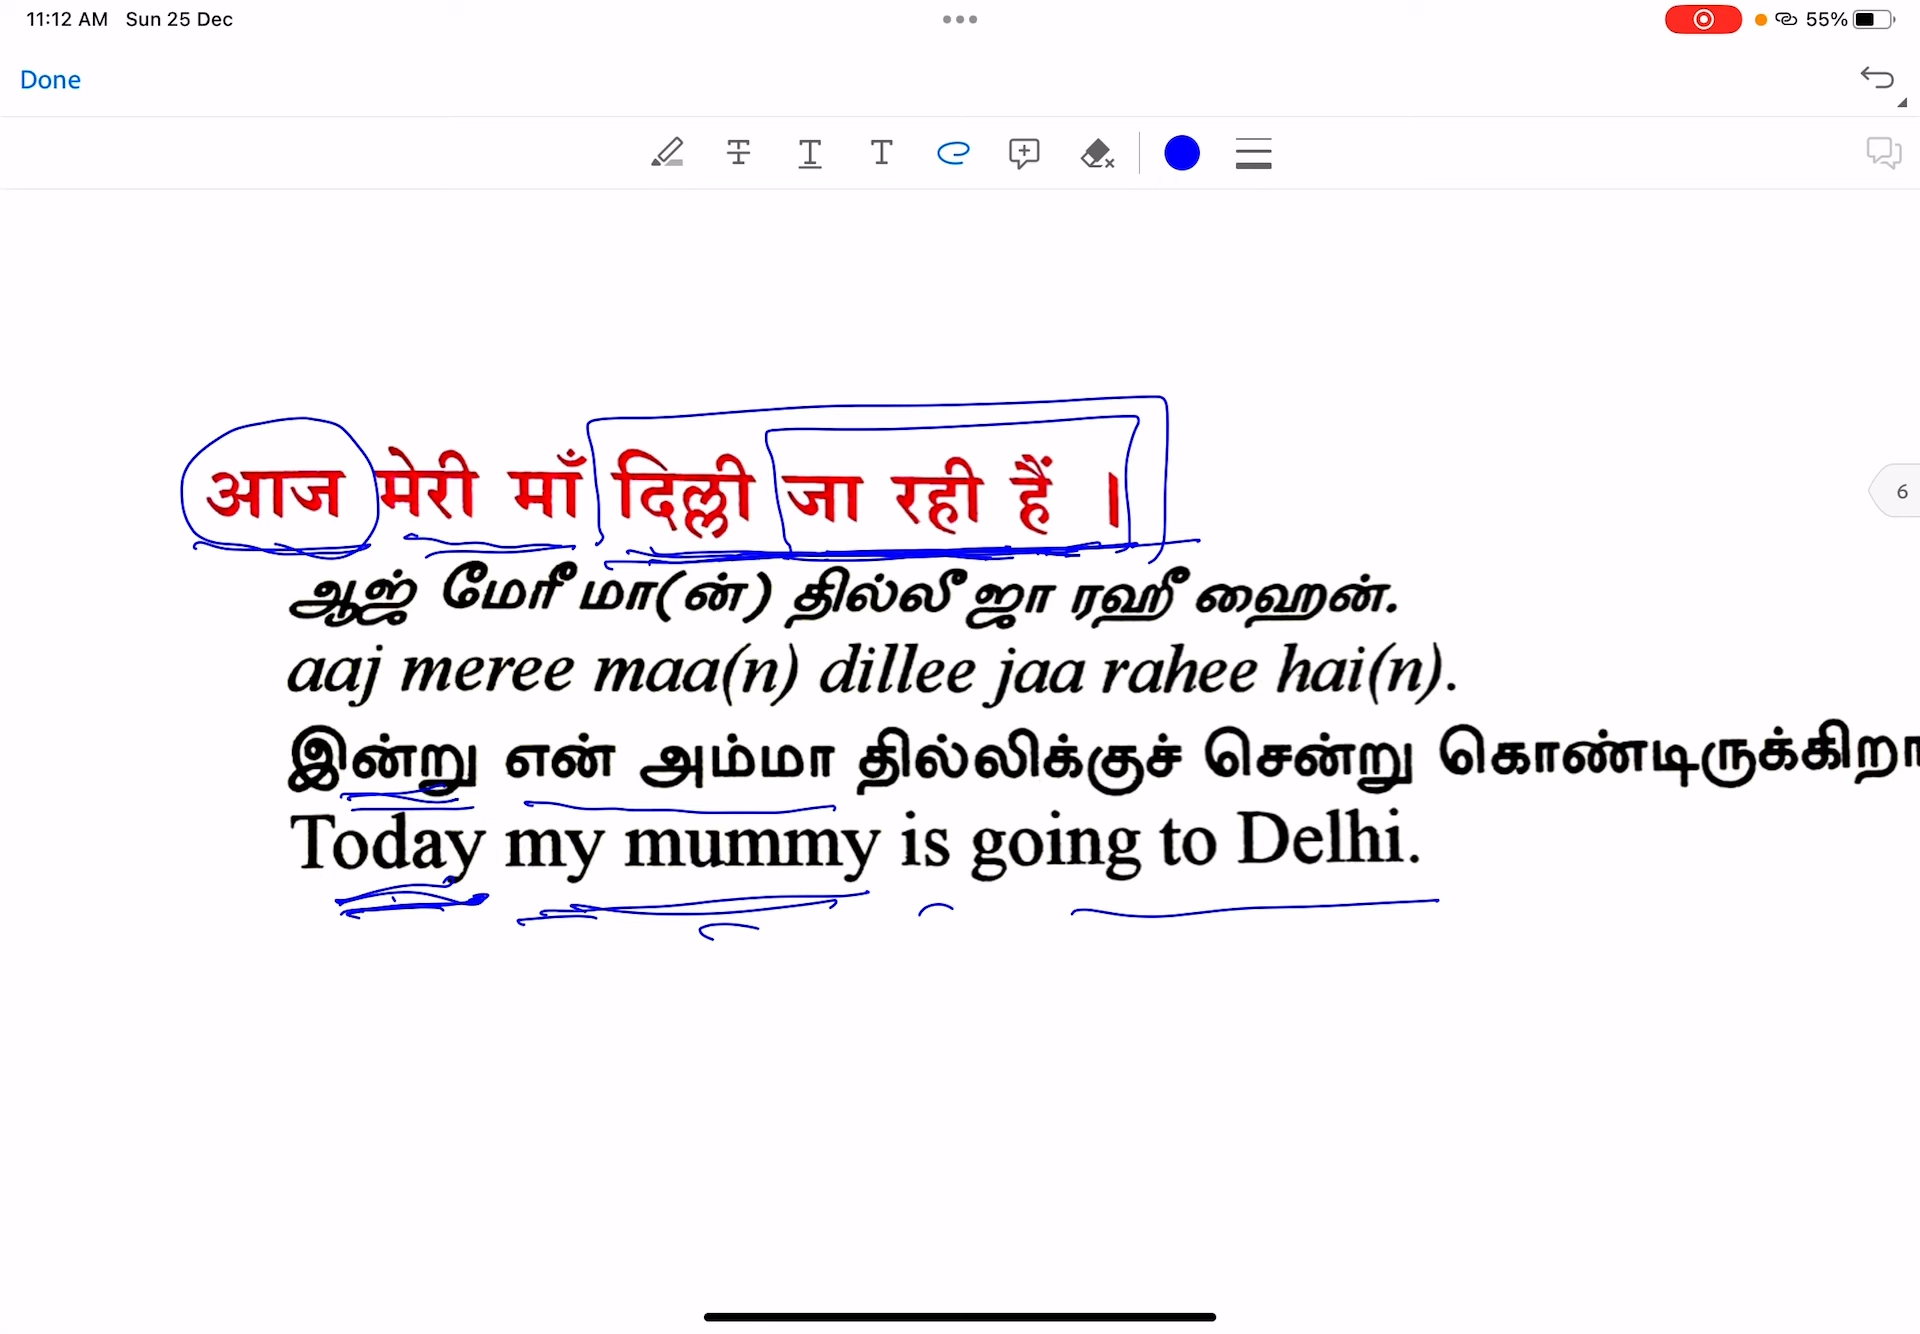 11:12 AM Sun 25 Dec
55%
Done
आज मेरी माँ दिल्ली जा रही हैं ।
6
ஆஜ் மேரீ மா(ன்) தில்லீ ஜா ரஹீ ஹைன்.
aaj meree maa(n) dillee jaa rahee hai(n).
இன்று என் அம்மா தில்லிக்குச் சென்று
Today my mummy is going to Delhi.